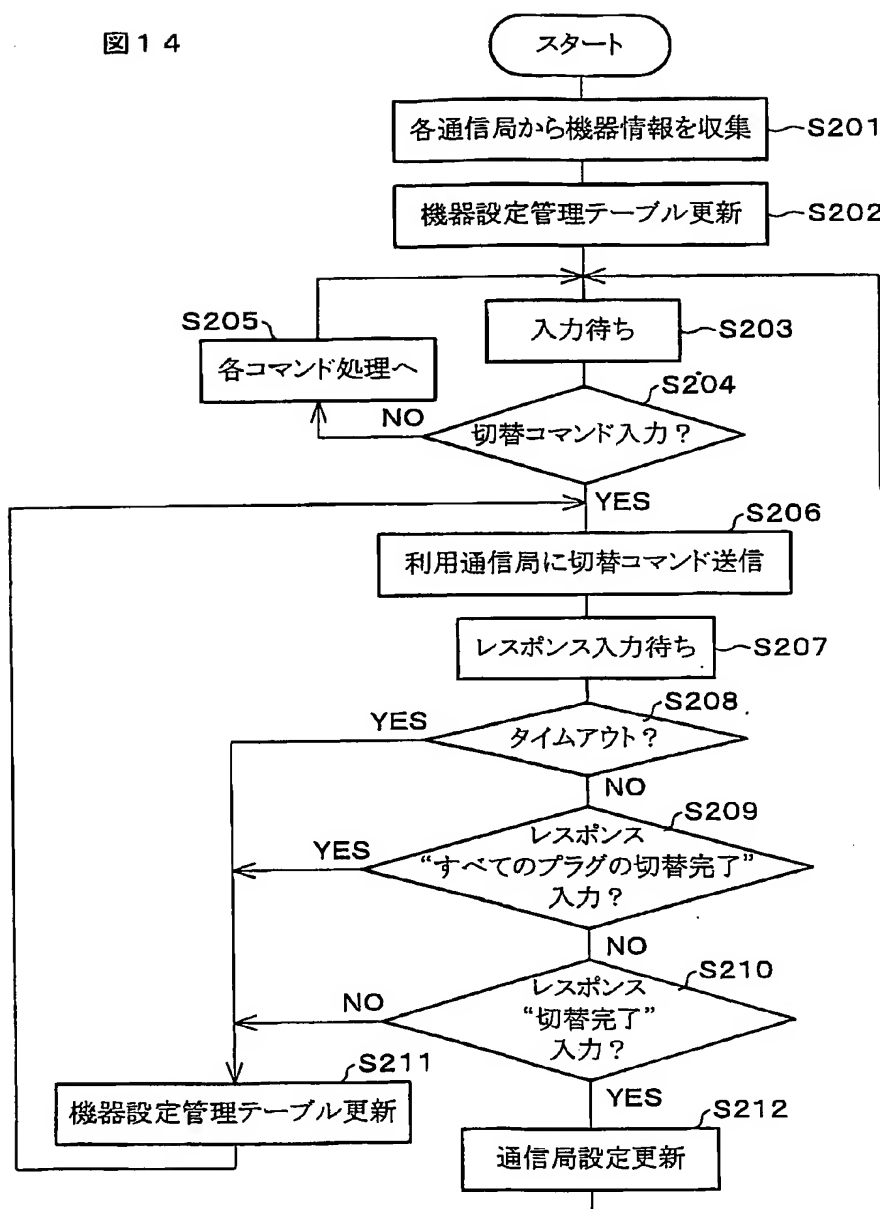 図14
スタート
各通信局から機器情報を収集
S201
機器設定管理テーブル更新
S202
S205
入力待ち
S203
各コマンド処理へ
S204
NO
切替コマンド入力?
YES
S206
利用通信局に切替コマンド送信
レスポンス入力待ち
S207
S208
YES
タイムアウト?
NO
S209
レスポンス
YES
“すべてのプラグの切替完了”
入力?
NO
S210
レスポンス
NO
“切替完了”
入力?
S211
YES
機器設定管理テーブル更新
S212
通信局設定更新